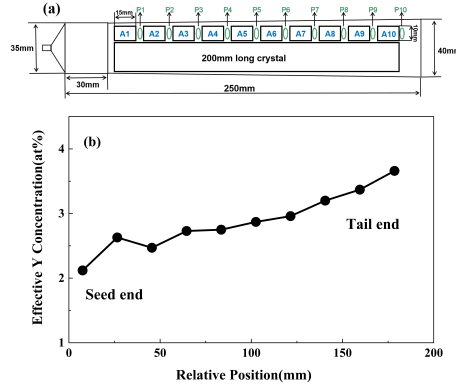 (a)
15mm
P1 P2 P3 P4 P5 P6 P7 P8 P9 P10
A1 A2 A3 A4 A5 A6 A7 A8 A9 A10
10mm
35mm
40mm
200mm long crystal
30mm
250mm
(b)
Effective Y Concentration(at%)
4
3
2
1
Seed end
Tail end
0 50 100 150 200
Relative Position(mm)